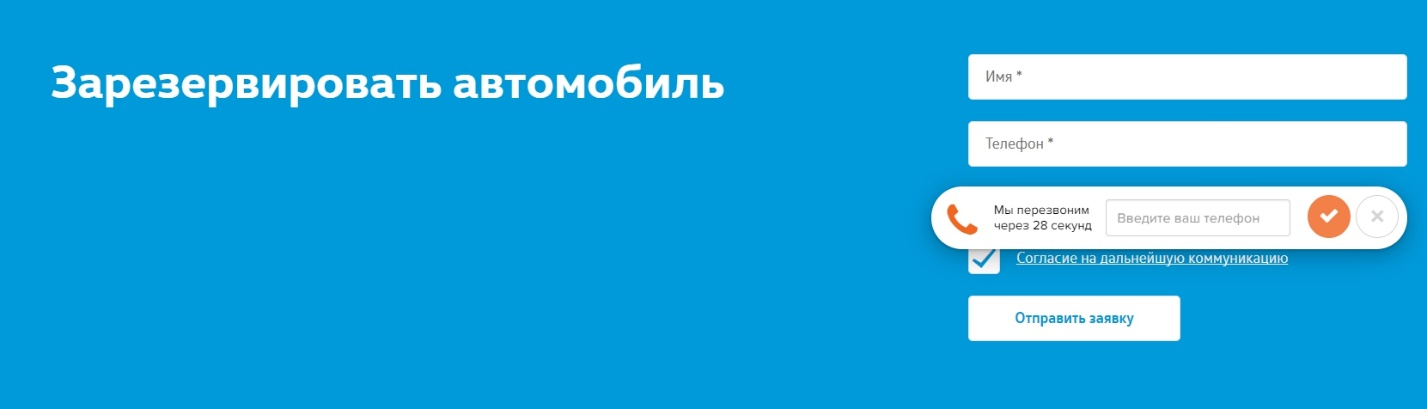 Зарезервировать автомобиль
Имя *
Телефон *
Мы перезвоним
через 28 секунд
Введите ваш телефон
Согласие на дальнейшую коммуникацию
Отправить заявку